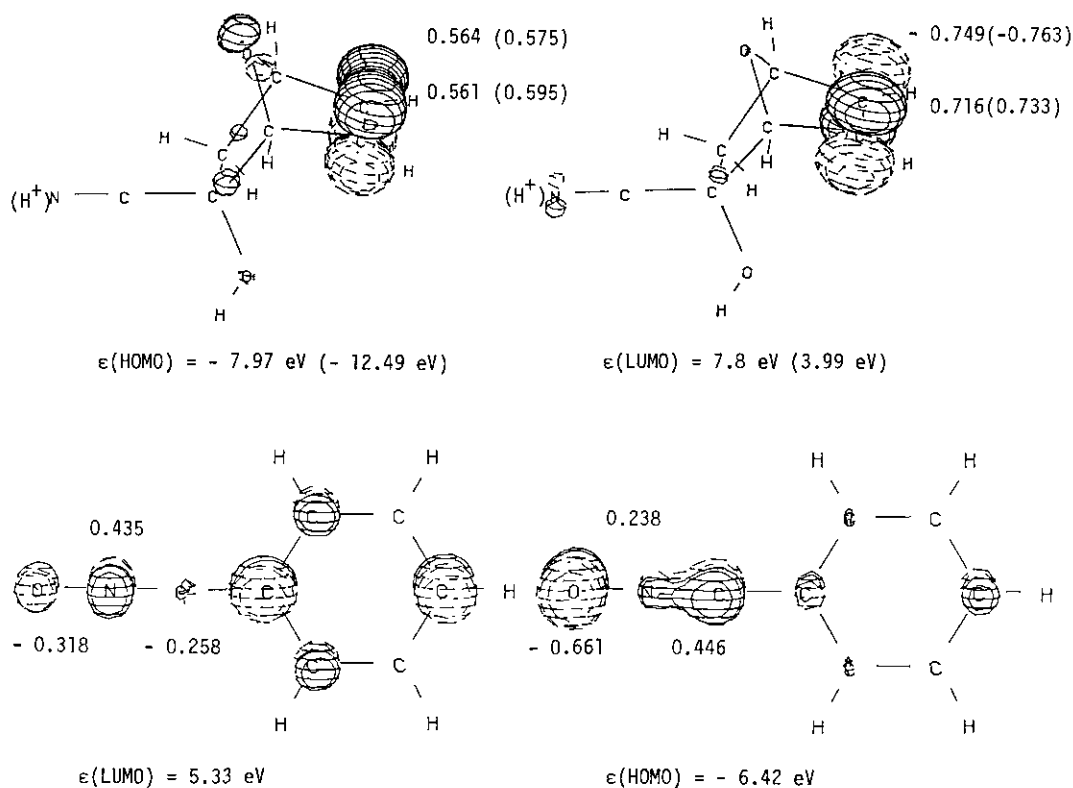 0.564 (0.575)
0.561 (0.595)
- 0.749(-0.763)
0.716(0.733)
H
O
C
H
C
H
C
H
H
C
H
(H⁺)N C C
O
H
H
O
C
H
H
C
C
H
H
H
(H⁺)N C C
O
H
ε(HOMO) = - 7.97 eV (- 12.49 eV)
ε(LUMO) = 7.8 eV (3.99 eV)
H H
C C
0.435
O N C C C H
- 0.318 - 0.258
C C
H H
H H
C C
0.238
O N C C C H
- 0.661 0.446
C C
H H
ε(LUMO) = 5.33 eV
ε(HOMO) = - 6.42 eV